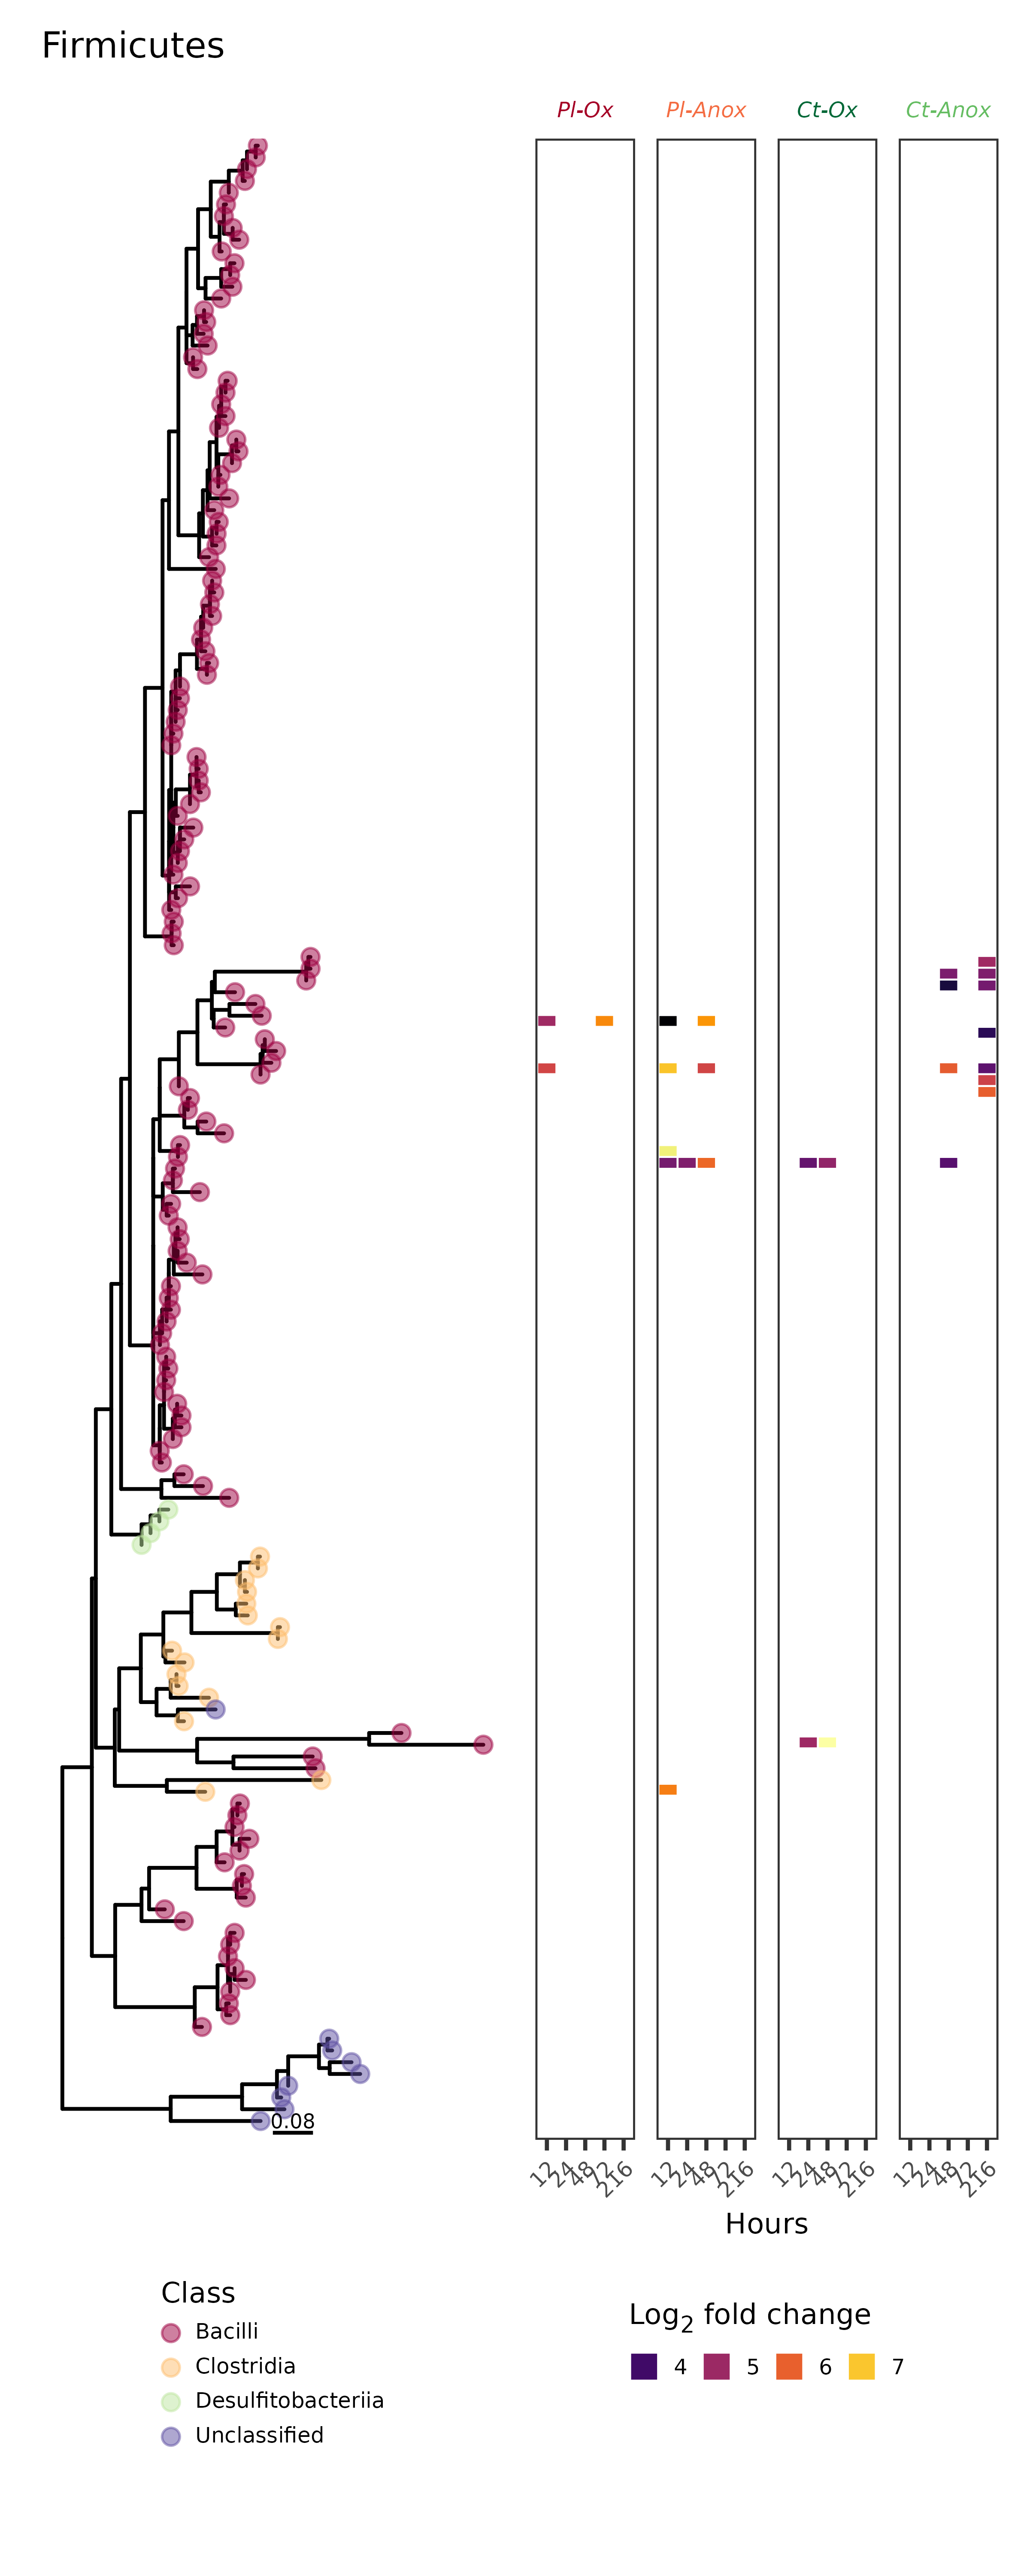 Firmicutes
Pl-Ox Pl-Anox Ct-Ox Ct-Anox
0.08
12 24 48 72 216 12 24 48 72 216 12 24 48 72 216 12 24 48 72 216
Hours
Class
Bacilli
Clostridia
Desulfitobacteriia
Unclassified
Log2 fold change
4 5 6 7